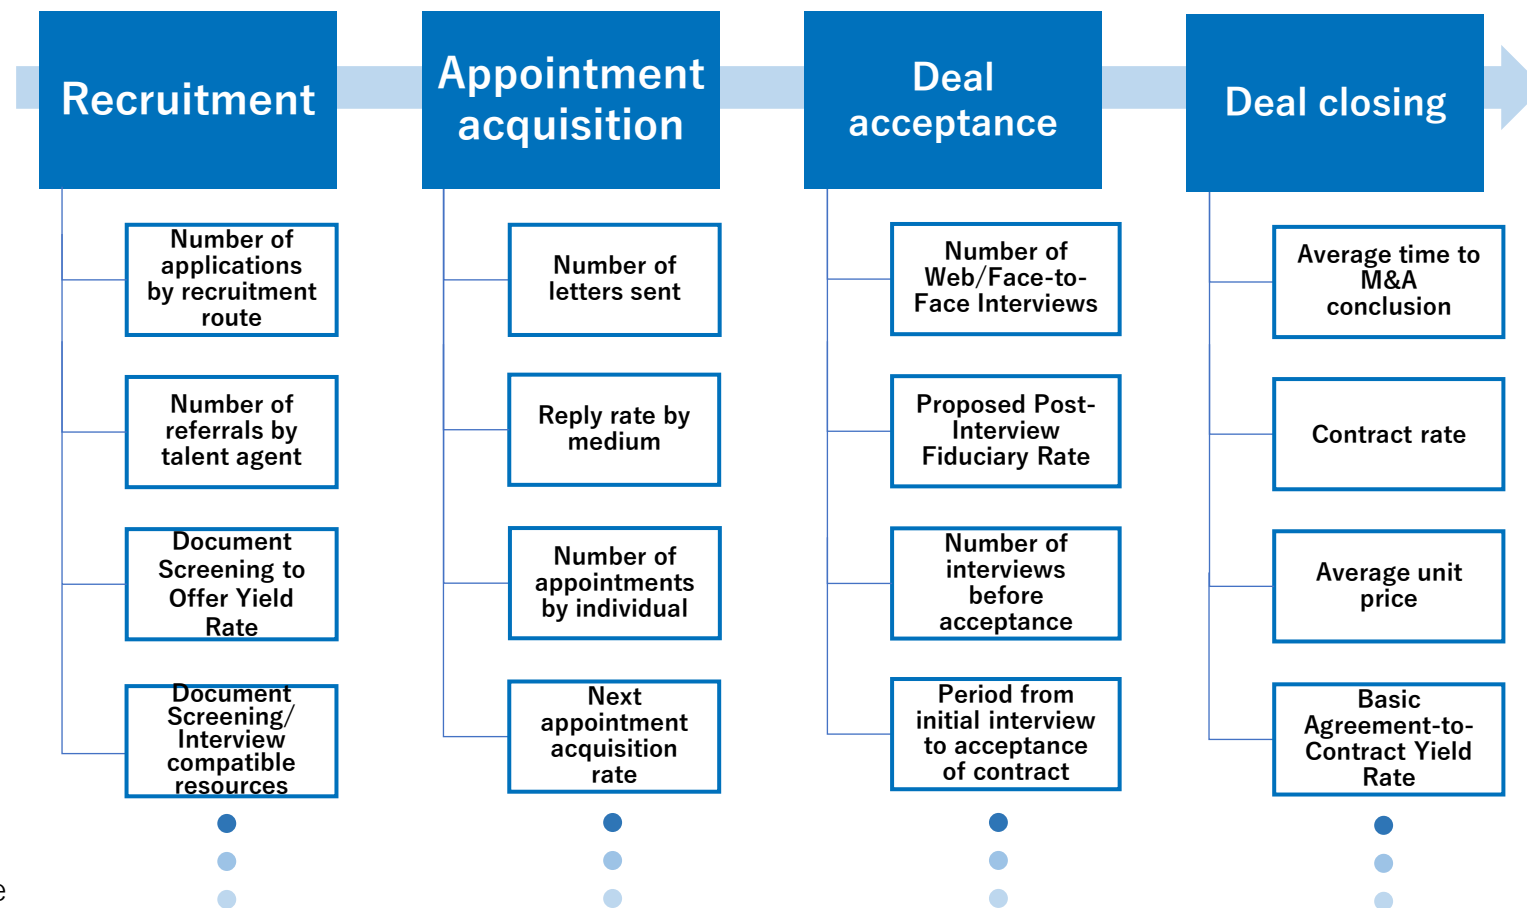 Recruitment
Number of
applications
by recruitment
route
Number of
referrals by
talent agent
Document
Screening to
Offer Yield
Rate
Document
Screening/
Interview
compatible
resources
Appointment
acquisition
Number of
letters sent
Reply rate by
medium
Number of
appointments
by individual
Next
appointment
acquisition
rate
Deal
acceptance
Number of
Web/Face-to-
Face Interviews
Proposed Post-
Interview
Fiduciary Rate
Number of
interviews
before
acceptance
Period from
initial interview
to acceptance
of contract
Deal closing
Average time to
M&A
conclusion
Contract rate
Average unit
price
Basic
Agreement-to-
Contract Yield
Rate
e